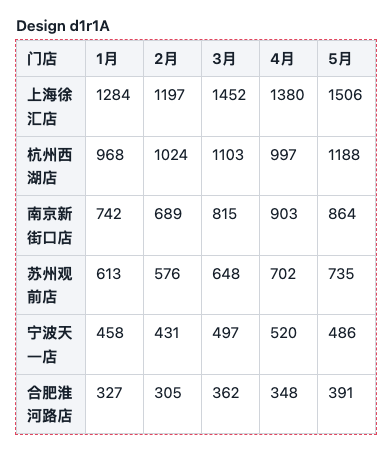 Design d1r1A
门店 1月 2月 3月 4月 5月
上海徐 1284 1197 1452 1380 1506
汇店
杭州西 968 1024 1103 997 1188
湖店
南京新 742 689 815 903 864
街口店
苏州观 613 576 648 702 735
前店
宁波天 458 431 497 520 486
一店
合肥淮 327 305 362 348 391
河路店